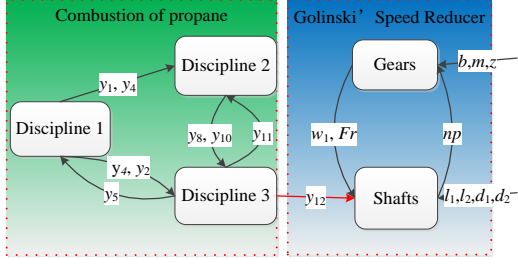 Combustion of propane
Golinski’ Speed Reducer
Discipline 2
Gears
b,m,z
y1, y4
Discipline 1
y8, y10
y11
w1, Fr
np
y4, y2
y5
Discipline 3
y12
Shafts
l1,l2,d1,d2